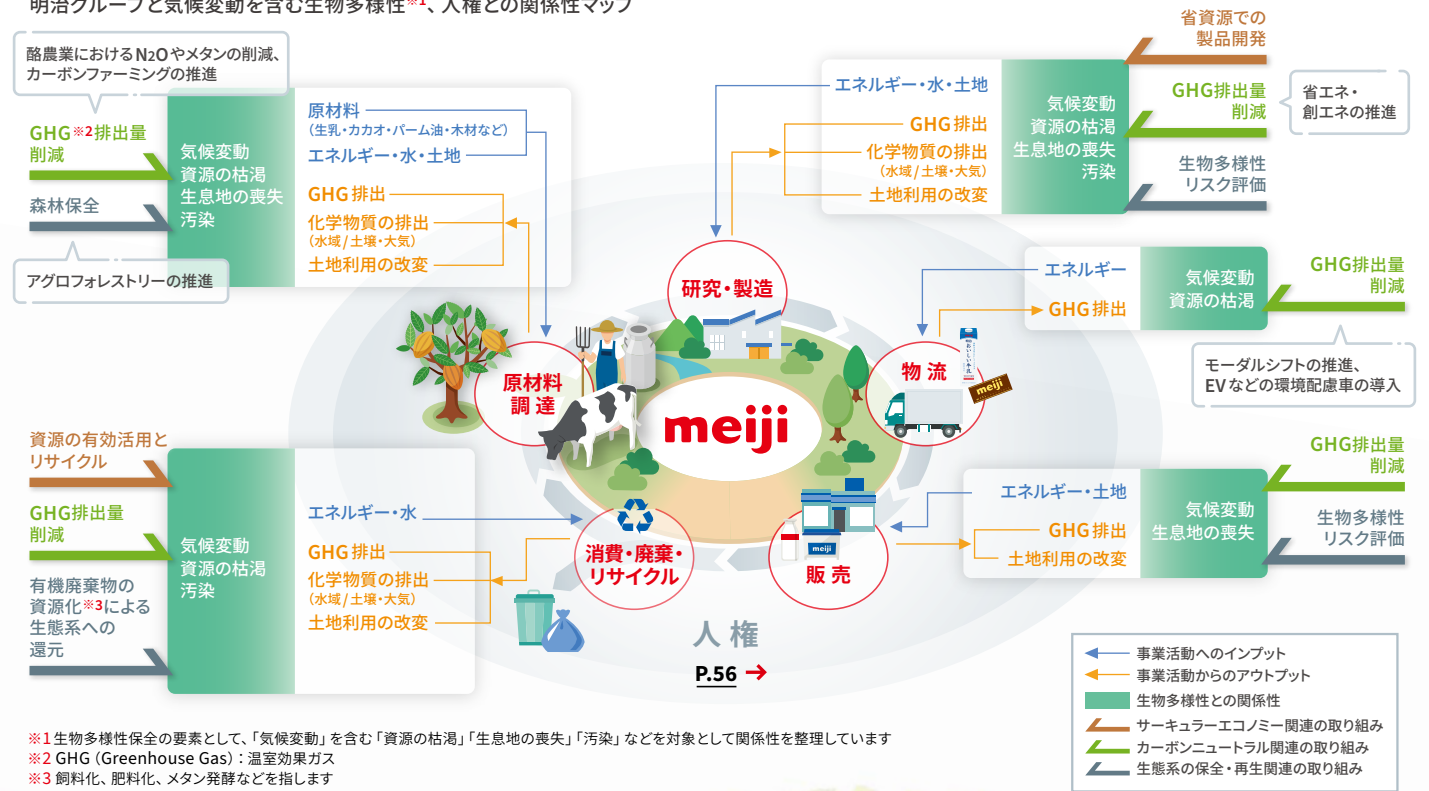 明治グループと気候変動を含む生物多様性※1、人権との関係性マップ
酪農業におけるN2Oやメタンの削減、
カーボンファーミングの推進
GHG※2排出量
削減
森林保全
アグロフォレストリーの推進
気候変動
資源の枯渇
生息地の喪失
汚染
原材料
（生乳・カカオ・パーム油・木材など）
エネルギー・水・土地
GHG排出
化学物質の排出
（水域/土壌・大気）
土地利用の改変
エネルギー・水・土地
GHG排出
化学物質の排出
（水域/土壌・大気）
土地利用の改変
気候変動
資源の枯渇
生息地の喪失
汚染
省資源での
製品開発
GHG排出量
削減
省エネ・
創エネの推進
生物多様性
リスク評価
エネルギー
GHG排出
気候変動
資源の枯渇
GHG排出量
削減
モーダルシフトの推進、
EVなどの環境配慮車の導入
研究・製造
原材料
調達
物流
おいしい牛乳
meiji
meiji
販売
消費・廃棄・
リサイクル
人権
P.56 →
資源の有効活用と
リサイクル
GHG排出量
削減
有機廃棄物の
資源化※3による
生態系への
還元
気候変動
資源の枯渇
汚染
エネルギー・水
GHG排出
化学物質の排出
（水域/土壌・大気）
土地利用の改変
エネルギー・土地
GHG排出
土地利用の改変
気候変動
生息地の喪失
GHG排出量
削減
生物多様性
リスク評価
事業活動へのインプット
事業活動からのアウトプット
生物多様性との関係性
サーキュラーエコノミー関連の取り組み
カーボンニュートラル関連の取り組み
生態系の保全・再生関連の取り組み
※1 生物多様性保全の要素として、「気候変動」を含む「資源の枯渇」「生息地の喪失」「汚染」などを対象として関係性を整理しています
※2 GHG（Greenhouse Gas）：温室効果ガス
※3 飼料化、肥料化、メタン発酵などを指します